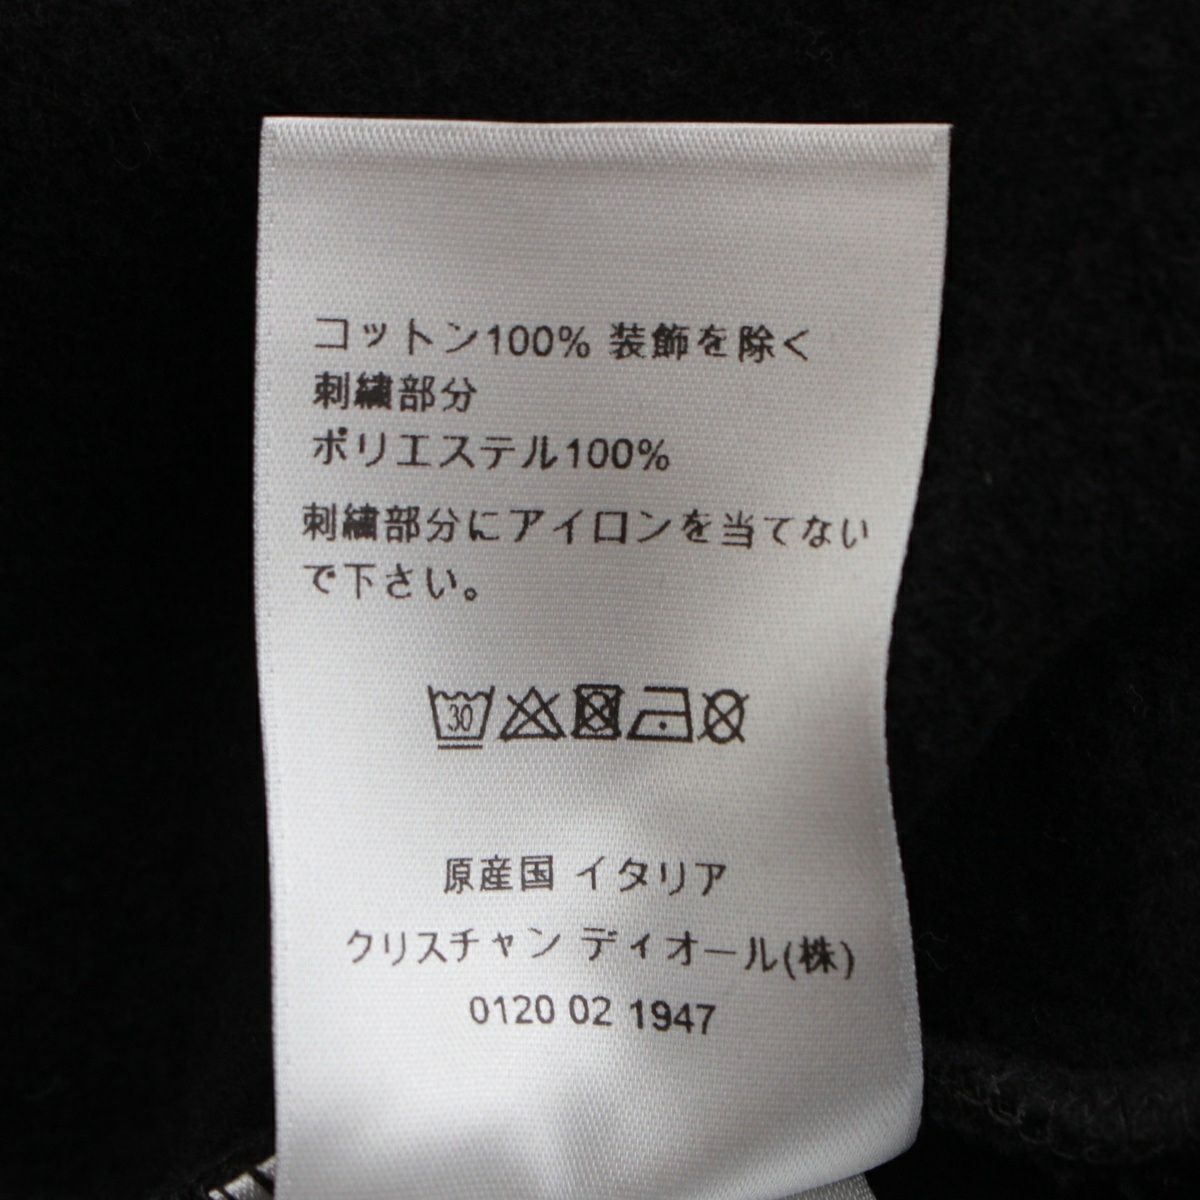 コットン100% 装飾を除く
刺繍部分
ポリエステル100%
刺繍部分にアイロンを当てない
で下さい。
30
原産国 イタリア
クリスチャン ディオール(株)
0120 02 1947